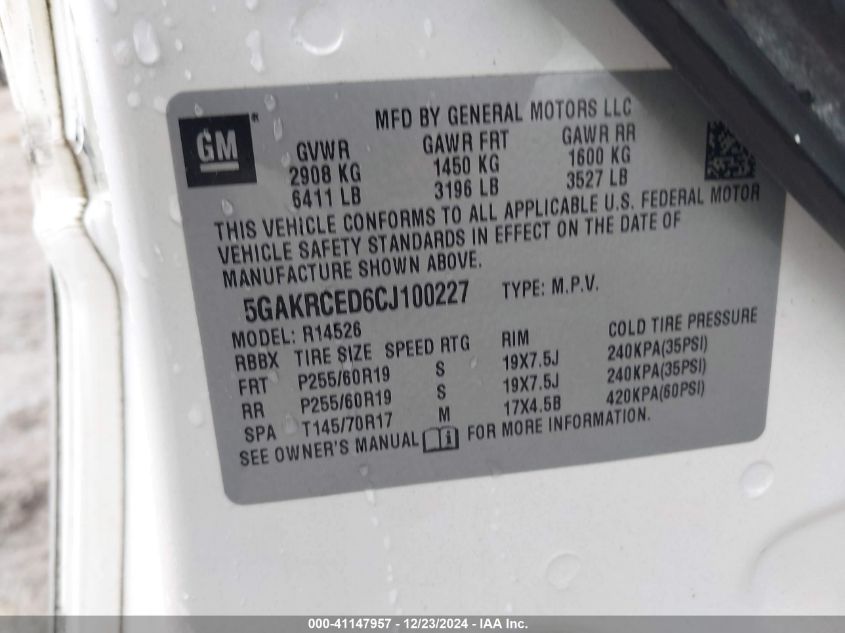 MFD BY GENERAL MOTORS LLC
GM®
GVWR GAWR FRT GAWR RR
2908 KG 1450 KG 1600 KG
6411 LB 3196 LB 3527 LB
THIS VEHICLE CONFORMS TO ALL APPLICABLE U.S. FEDERAL MOTOR
VEHICLE SAFETY STANDARDS IN EFFECT ON THE DATE OF
MANUFACTURE SHOWN ABOVE.
5GAKRCED6CJ100227 TYPE: M.P.V.
MODEL: R14526
RBBX TIRE SIZE SPEED RTG RIM COLD TIRE PRESSURE
FRT P255/60R19 S 19X7.5J 240KPA(35PSI)
RR P255/60R19 S 19X7.5J 240KPA(35PSI)
SPA T145/70R17 M 17X4.5B 420KPA(60PSI)
SEE OWNER'S MANUAL FOR MORE INFORMATION.
000-41147957 - 12/23/2024 - IAA Inc.